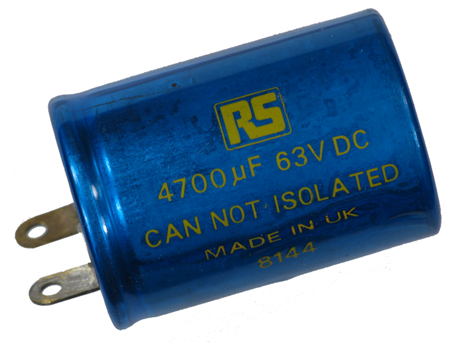 RS
4700µF 63V DC
CAN NOT ISOLATED
MADE IN UK
8144